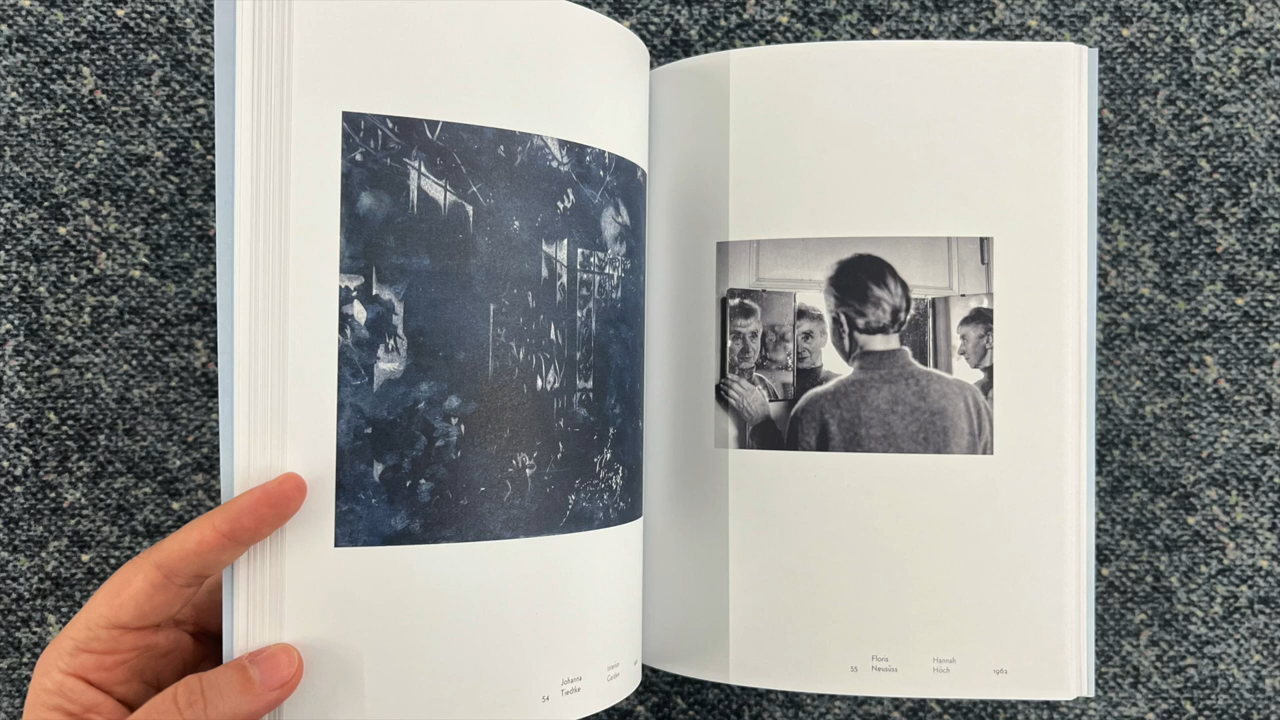 54
Johanna
Tiedtke
Interior
Garden
55
Floris
Neusüss
Hannah
Höch
1962